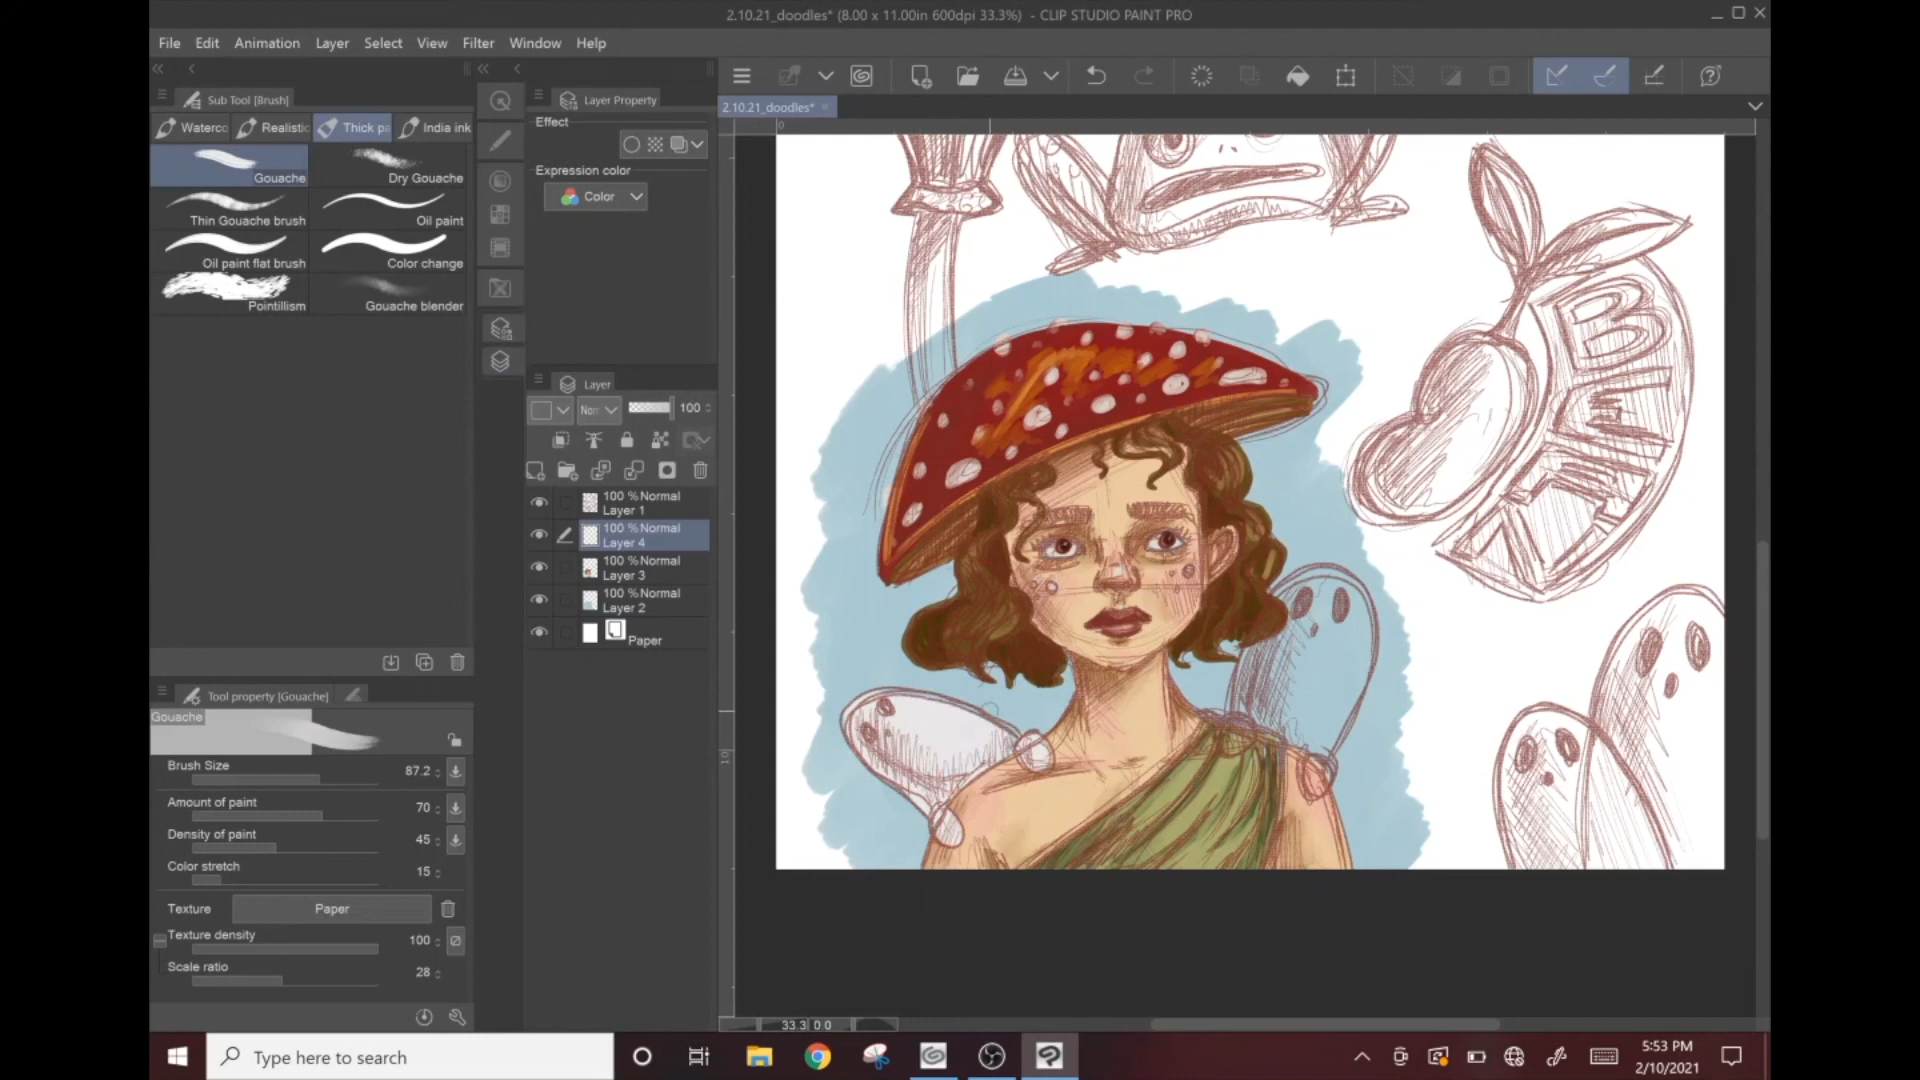 2.10.21_doodles* (8.00 x 11.00in 600dpi 33.3%) - CLIP STUDIO PAINT PRO
File Edit Animation Layer Select View Filter Window Help
Sub Tool [Brush]
Waterco Realistic Thick pa India ink
Gouache Dry Gouache
Thin Gouache brush Oil paint
Oil paint flat brush Color change
Pointillism Gouache blender
Tool property [Gouache]
Gouache
Brush Size 87.2
Amount of paint 70
Density of paint 45
Color stretch 15
Texture Paper
Texture density 100
Scale ratio 28
Layer Property
Effect
Expression color
Color
Layer
Norr 100
100 % Normal
Layer 1
100 % Normal
Layer 4
100 % Normal
Layer 3
100 % Normal
Layer 2
Paper
2.10.21_doodles*
0
10
BITE
33.3 0.0
Type here to search
5:53 PM
2/10/2021